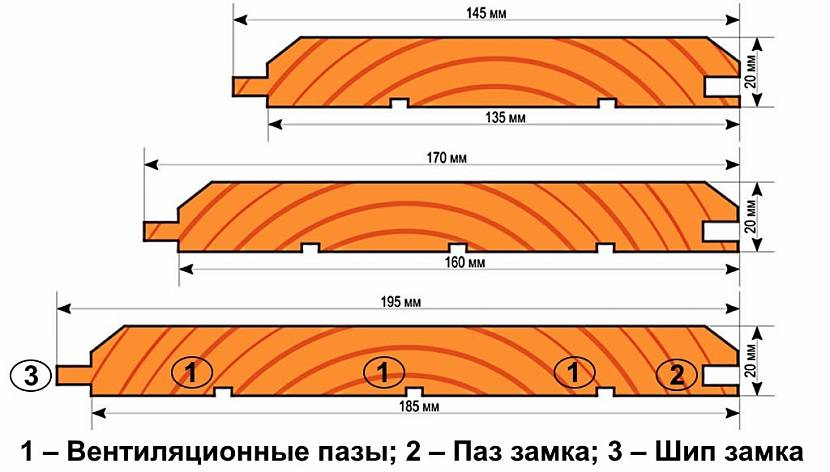 145 мм
20 мм
135 мм
170 мм
20 мм
160 мм
195 мм
20 мм
3
1
1
1
2
185 мм
1 – Вентиляционные пазы; 2 – Паз замка; 3 – Шип замка